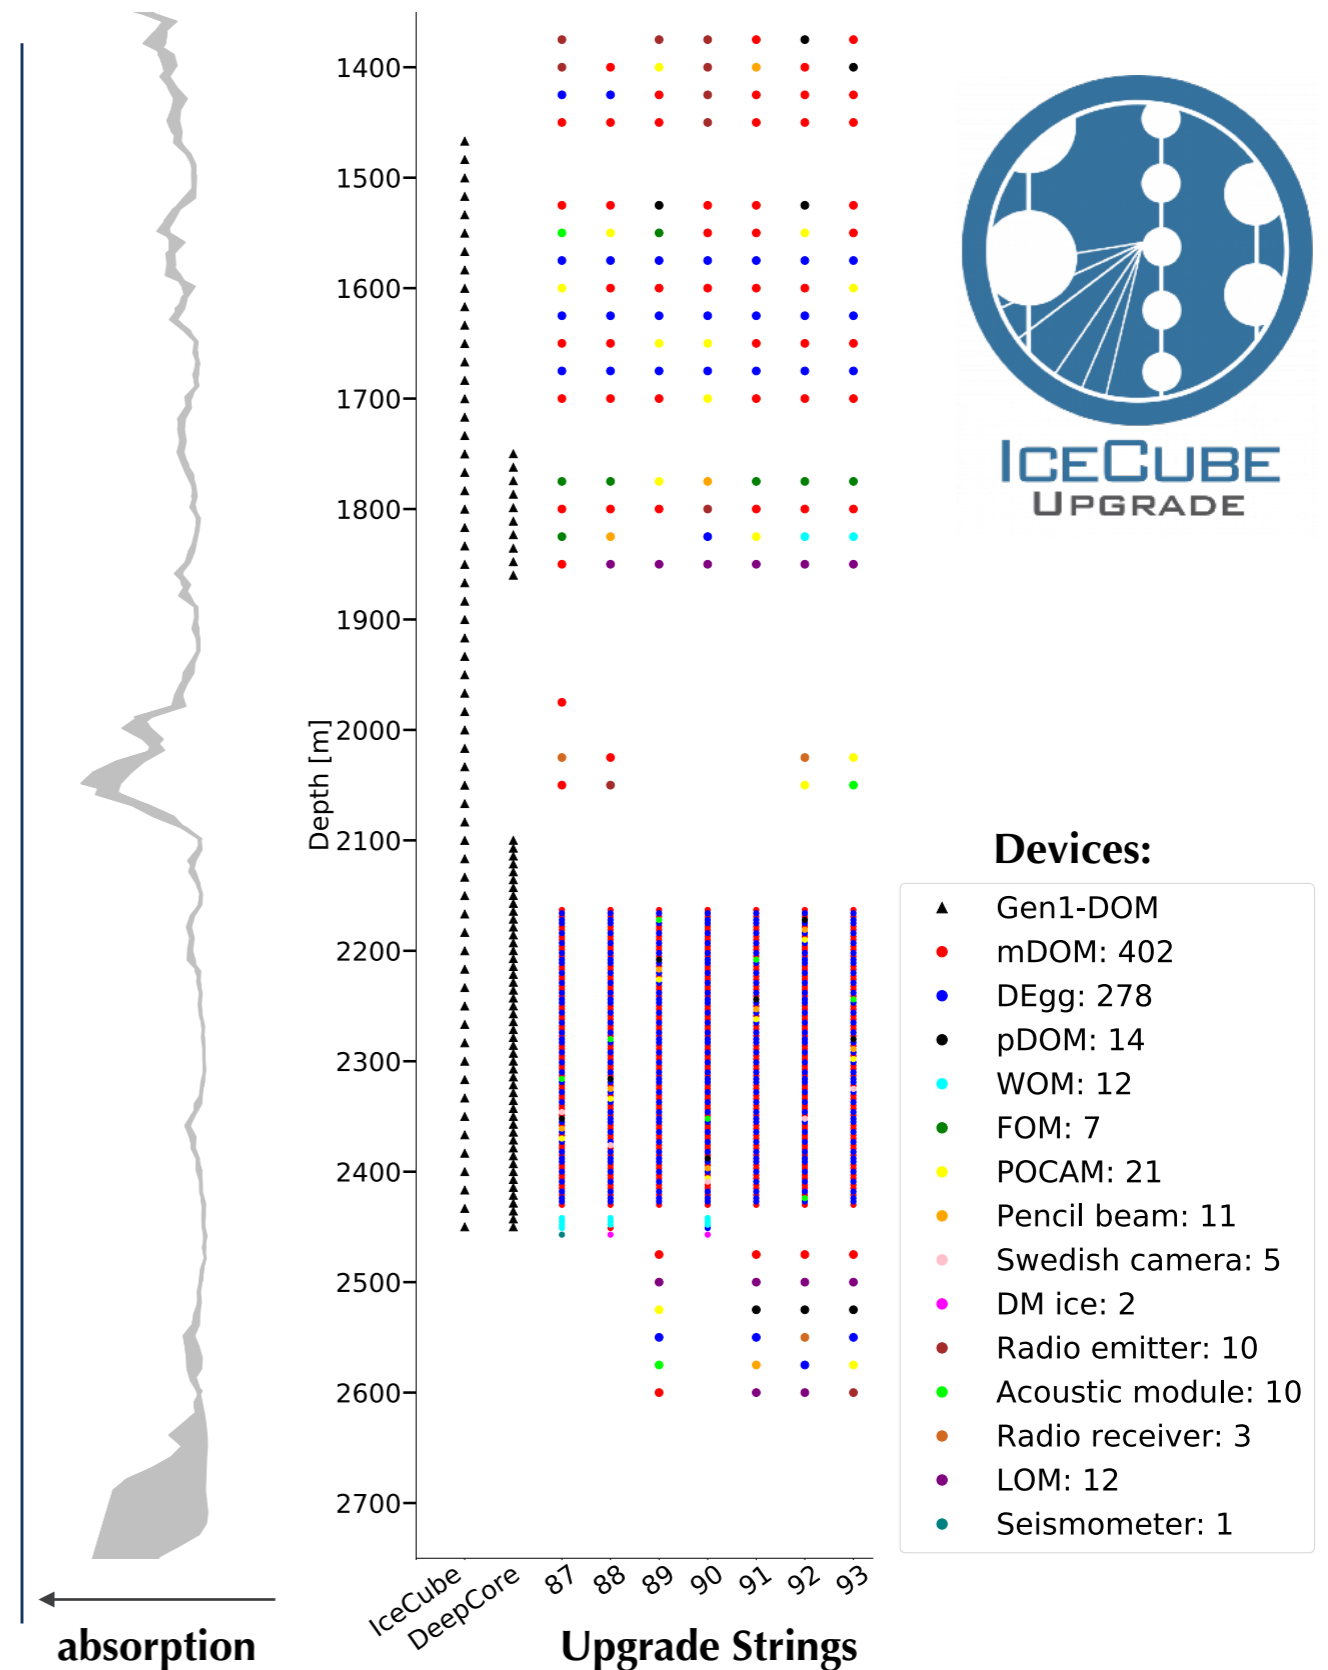 1400
1500
1600
1700
1800
1900
2000
2100
2200
2300
2400
2500
2600
2700
Depth [m]
IceCube
DeepCore
87
88
89
90
91
92
93
absorption
Upgrade Strings
ICECUBE
UPGRADE
Devices:
Gen1-DOM
mDOM: 402
DEgg: 278
pDOM: 14
WOM: 12
FOM: 7
POCAM: 21
Pencil beam: 11
Swedish camera: 5
DM ice: 2
Radio emitter: 10
Acoustic module: 10
Radio receiver: 3
LOM: 12
Seismometer: 1